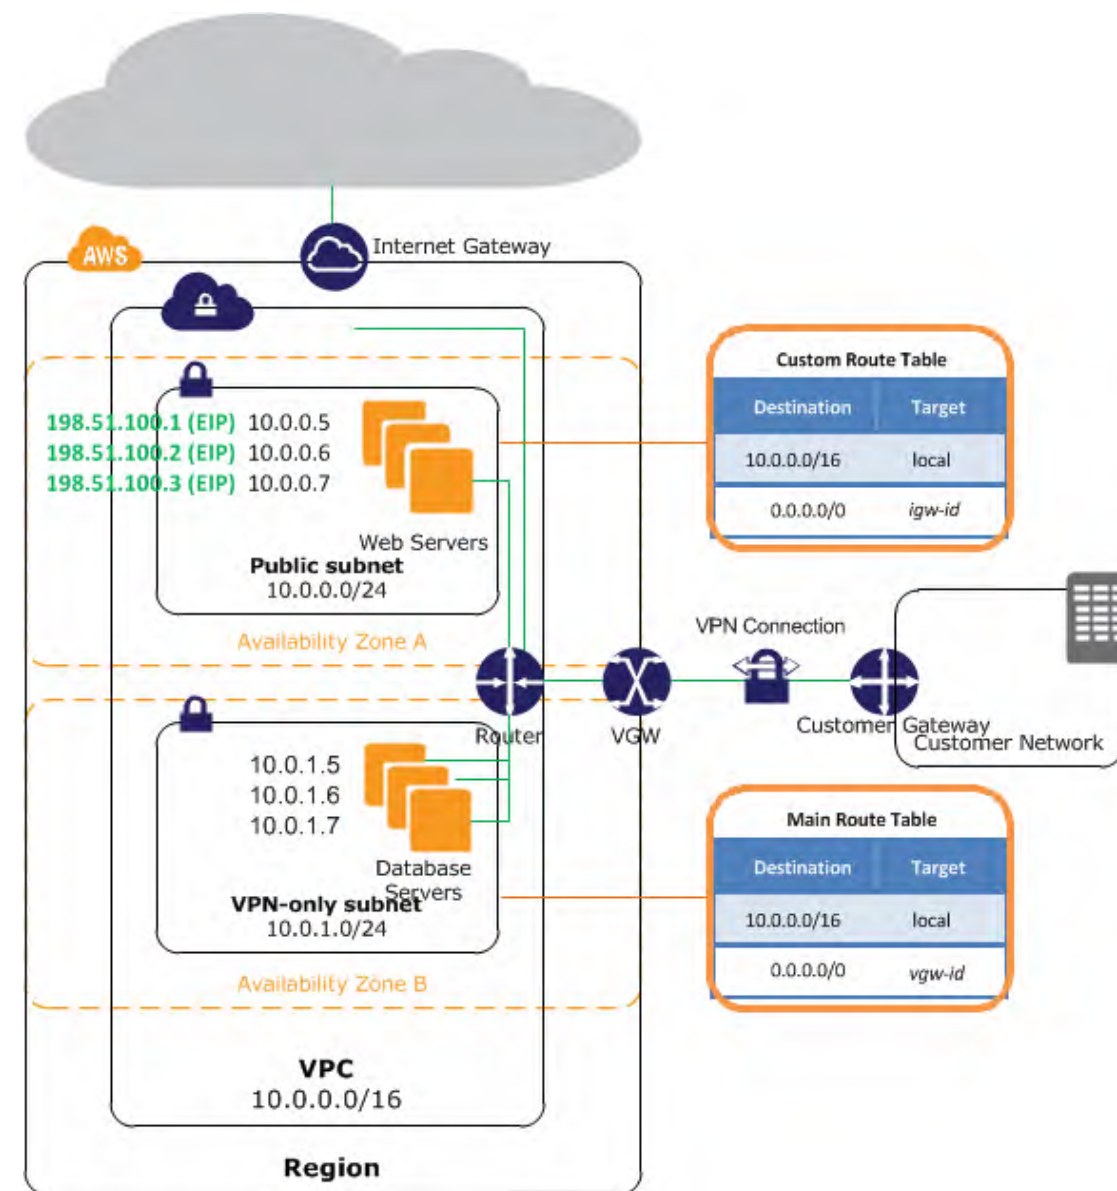 AWS
Internet Gateway
198.51.100.1 (EIP) 10.0.0.5
198.51.100.2 (EIP) 10.0.0.6
198.51.100.3 (EIP) 10.0.0.7
Web Servers
Public subnet
10.0.0.0/24
Availability Zone A
Custom Route Table
Destination Target
10.0.0.0/16 local
0.0.0.0/0 igw-id
VPN Connection
Router
VGW
Customer Gateway
Customer Network
10.0.1.5
10.0.1.6
10.0.1.7
Database
Servers
VPN-only subnet
10.0.1.0/24
Availability Zone B
Main Route Table
Destination Target
10.0.0.0/16 local
0.0.0.0/0 vgw-id
VPC
10.0.0.0/16
Region